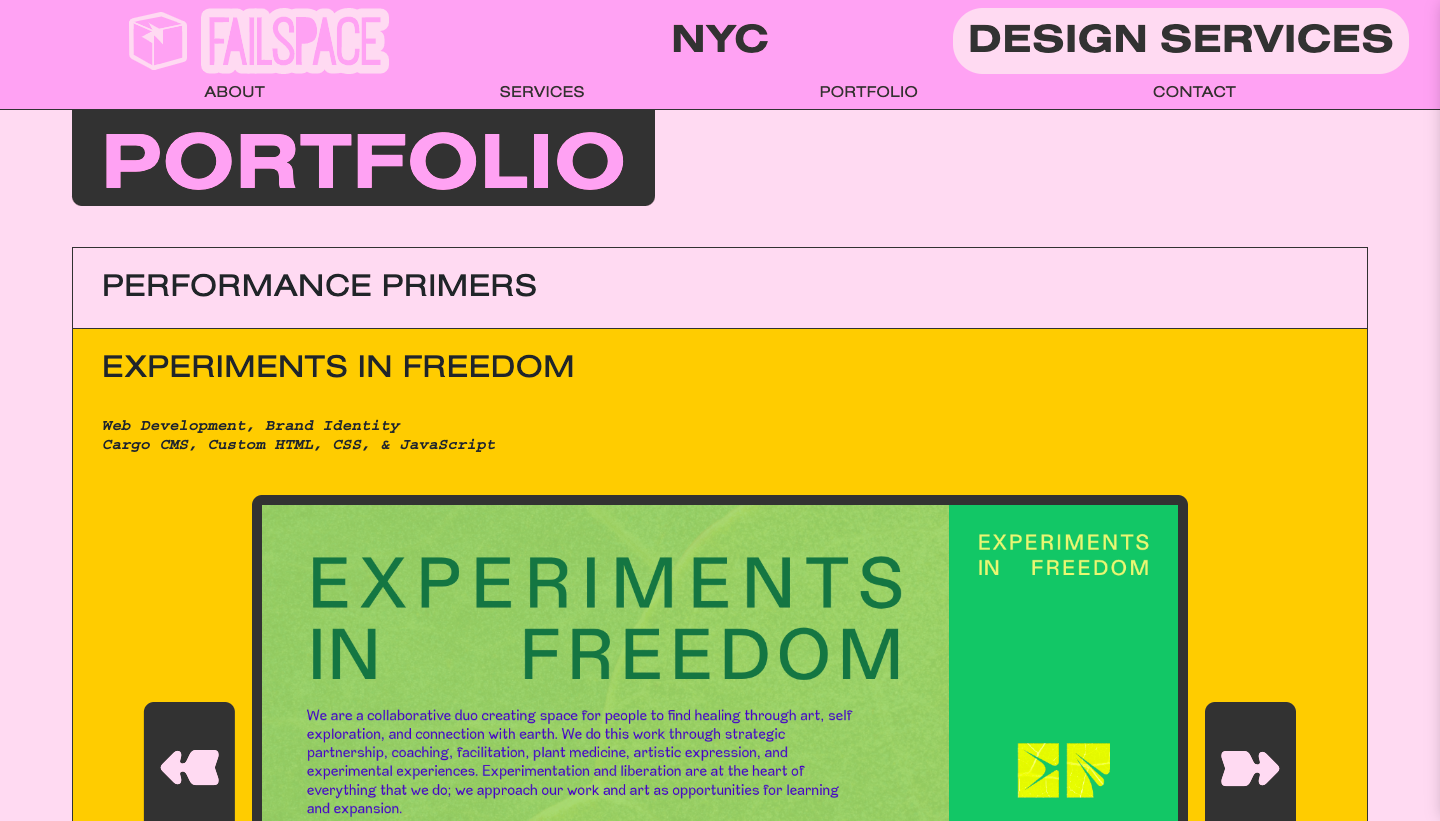 FAILSPACE
NYC
DESIGN SERVICES
ABOUT
SERVICES
PORTFOLIO
CONTACT
PORTFOLIO
PERFORMANCE PRIMERS
EXPERIMENTS IN FREEDOM
Web Development, Brand Identity
Cargo CMS, Custom HTML, CSS, & JavaScript
EXPERIMENTS
IN FREEDOM
We are a collaborative duo creating space for people to find healing through art, self
exploration, and connection with earth. We do this work through strategic
partnership, coaching, facilitation, plant medicine, artistic expression, and
experimental experiences. Experimentation and liberation are at the heart of
everything that we do; we approach our work and art as opportunities for learning
and expansion.
EXPERIMENTS
IN FREEDOM